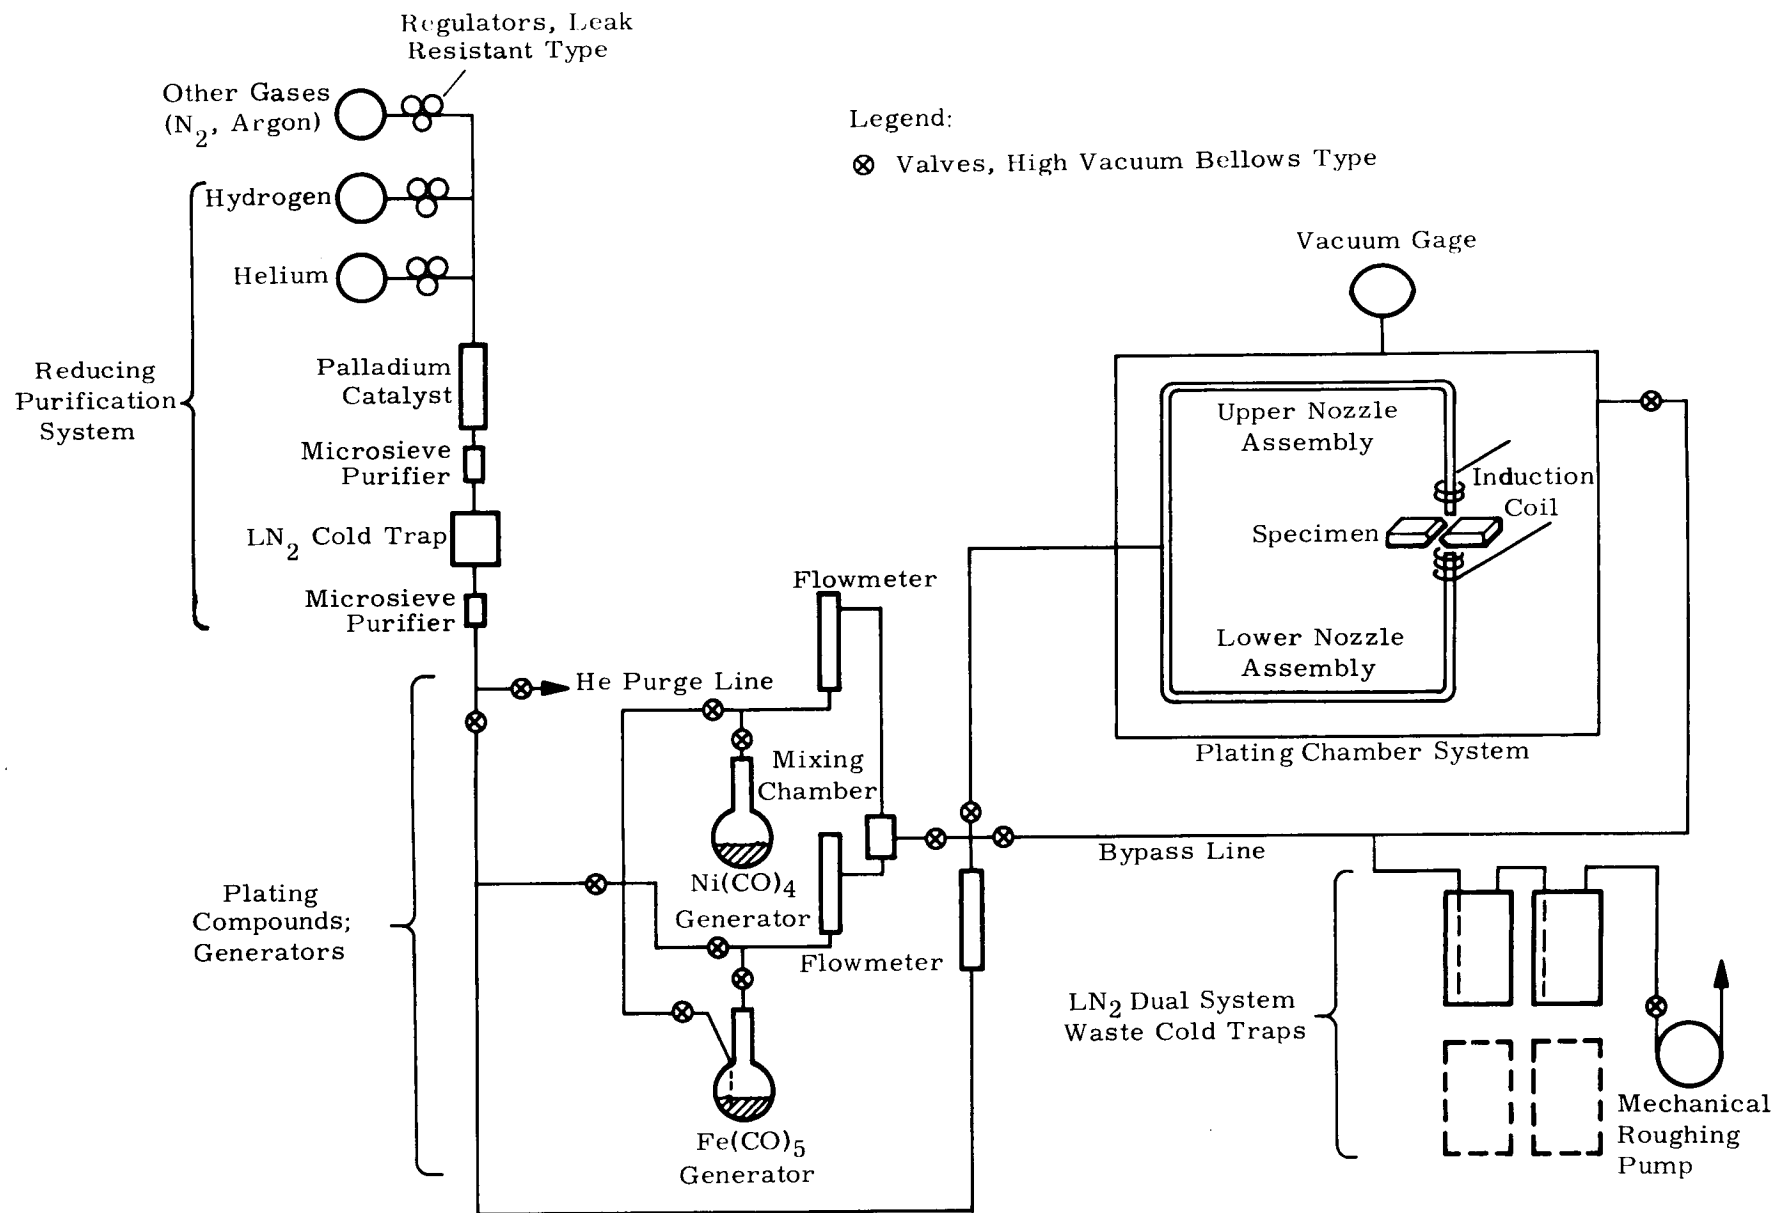 Regulators, Leak
Resistant Type
Other Gases
(N2, Argon)
Legend:
Valves, High Vacuum Bellows Type
Hydrogen
Helium
Vacuum Gage
Reducing
Purification
System
Palladium
Catalyst
Microsieve
Purifier
LN2 Cold Trap
Microsieve
Purifier
Upper Nozzle
Assembly
Induction
Coil
Specimen
Lower Nozzle
Assembly
Plating Chamber System
Flowmeter
He Purge Line
Mixing
Chamber
Ni(CO)4
Generator
Bypass Line
Plating
Compounds;
Generators
Flowmeter
Fe(CO)5
Generator
LN2 Dual System
Waste Cold Traps
Mechanical
Roughing
Pump